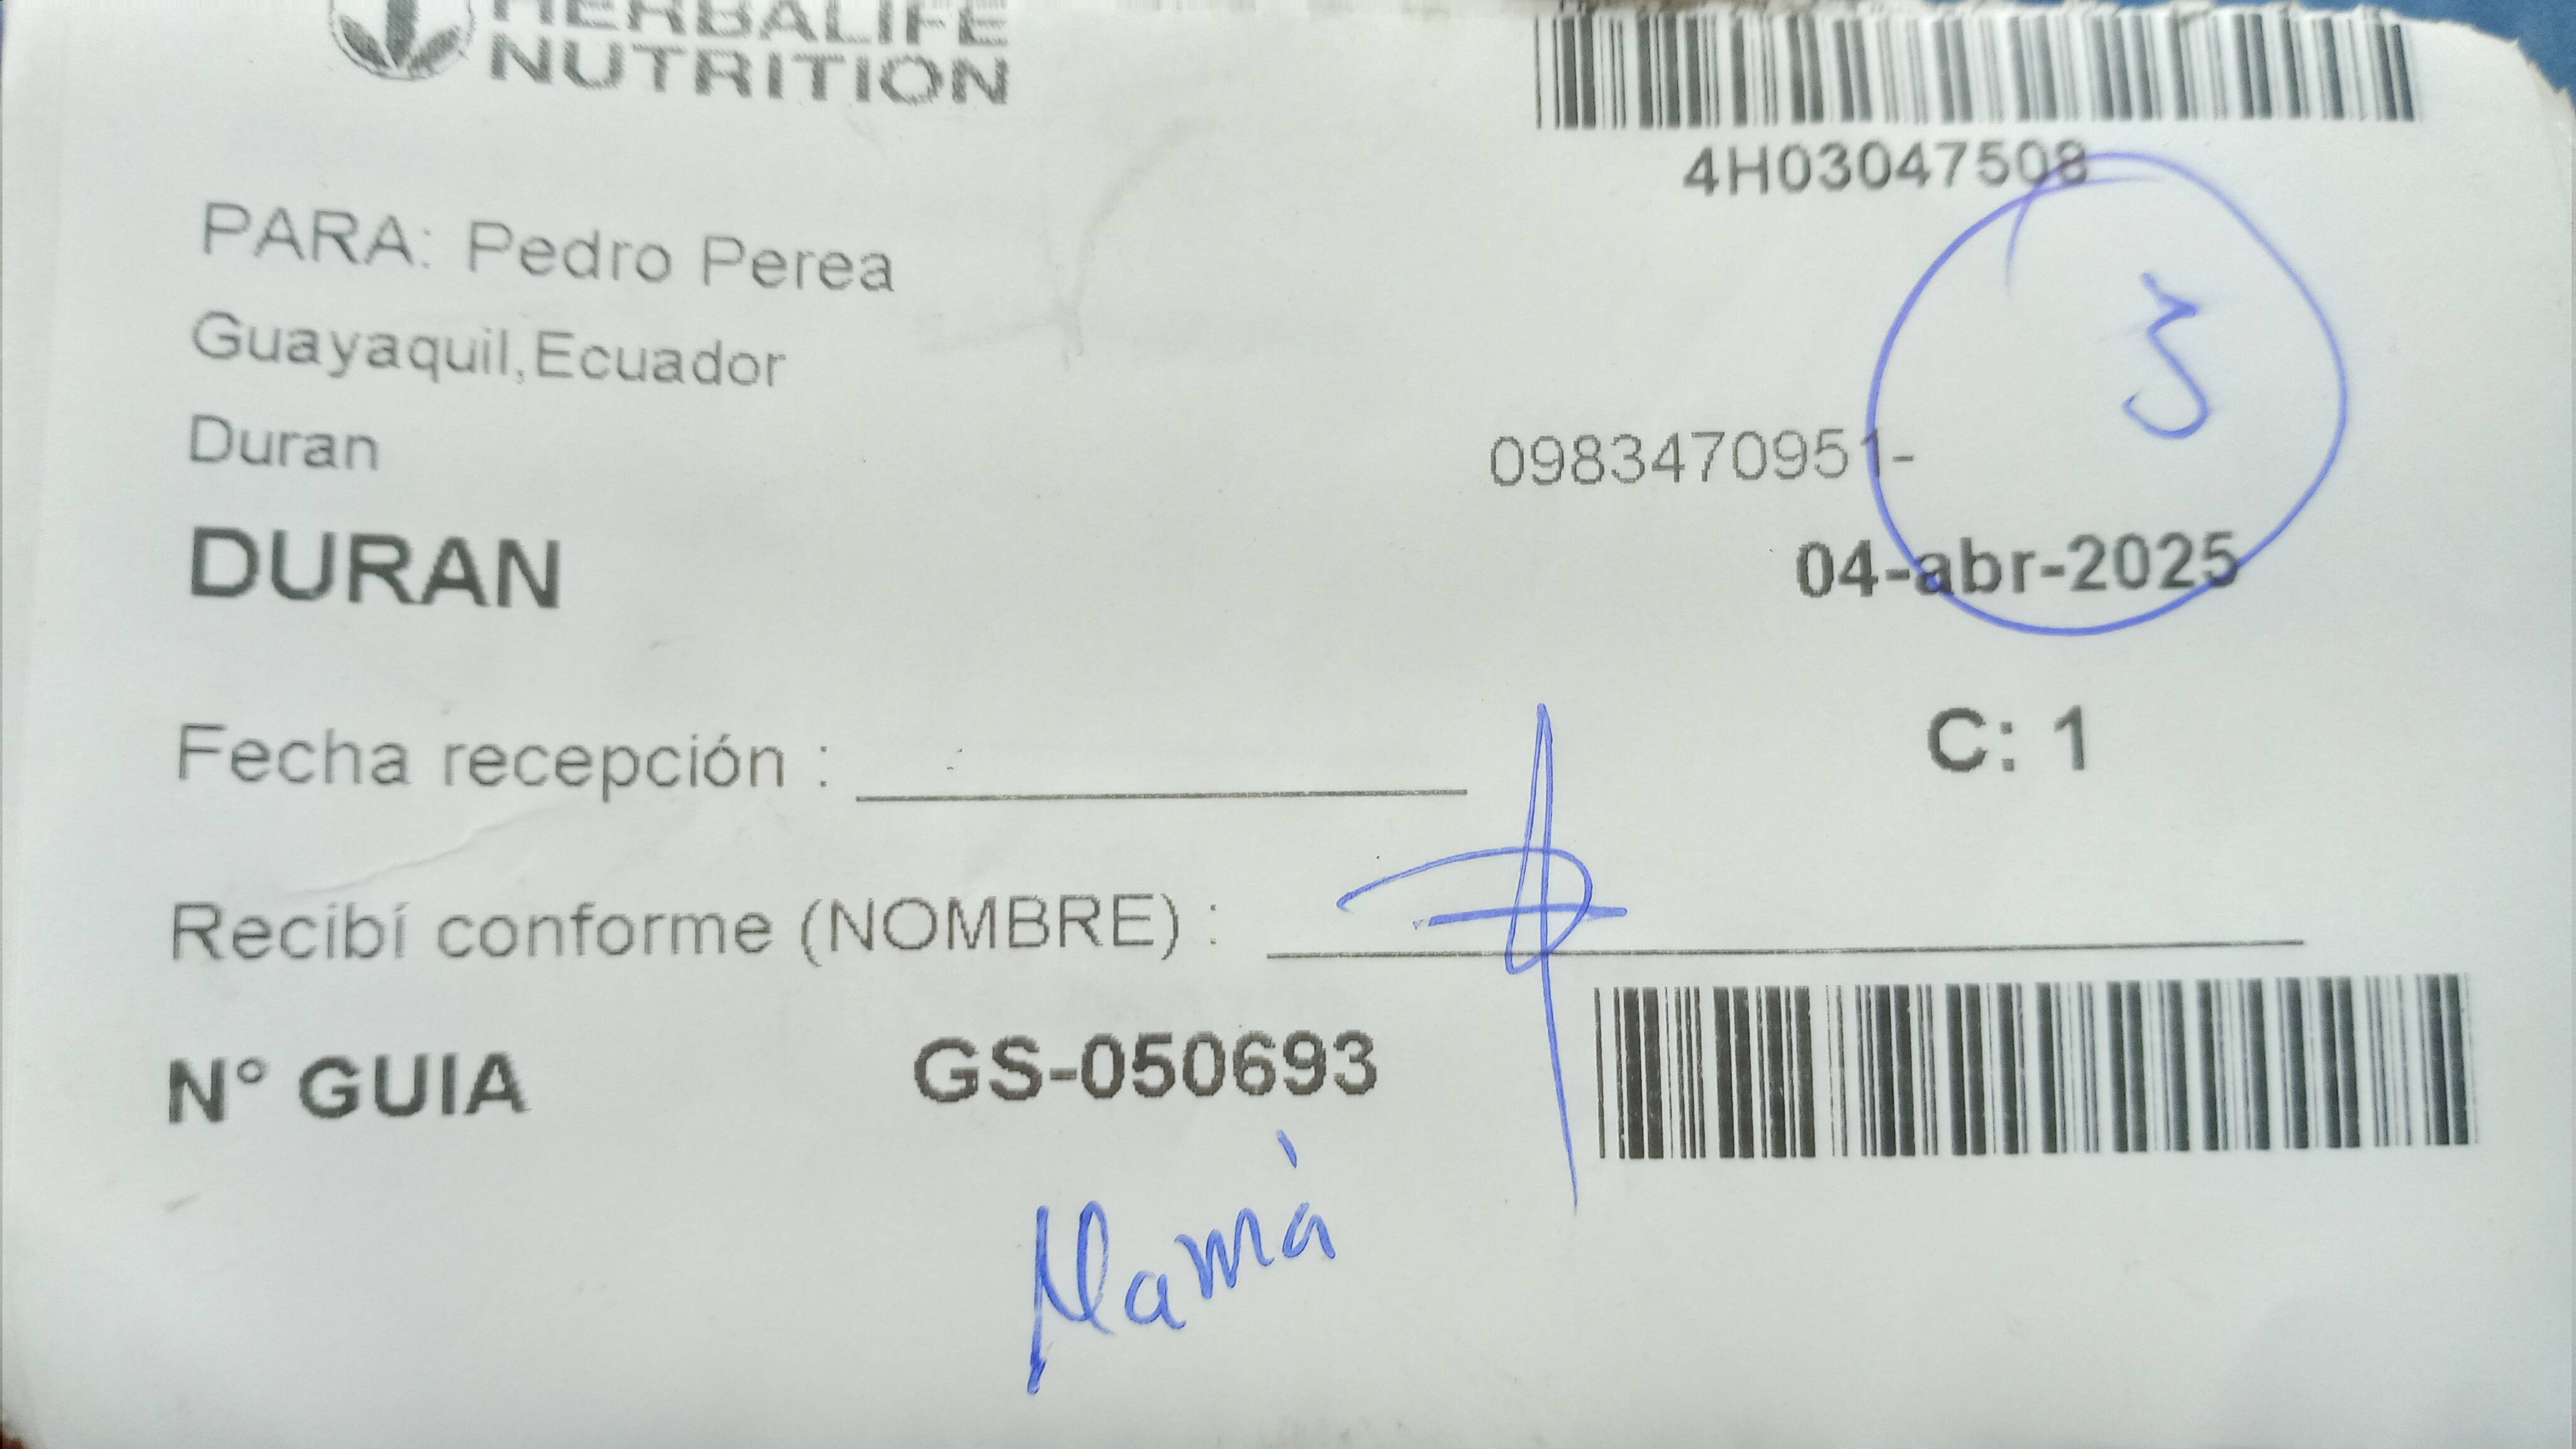 HERBALIFE
NUTRITION
4H03047508
PARA: Pedro Perea
Guayaquil,Ecuador
Duran
0983470951-
3
DURAN
04-abr-2025
C: 1
Fecha recepción :
Recibí conforme (NOMBRE) :
N° GUIA GS-050693
Mamá